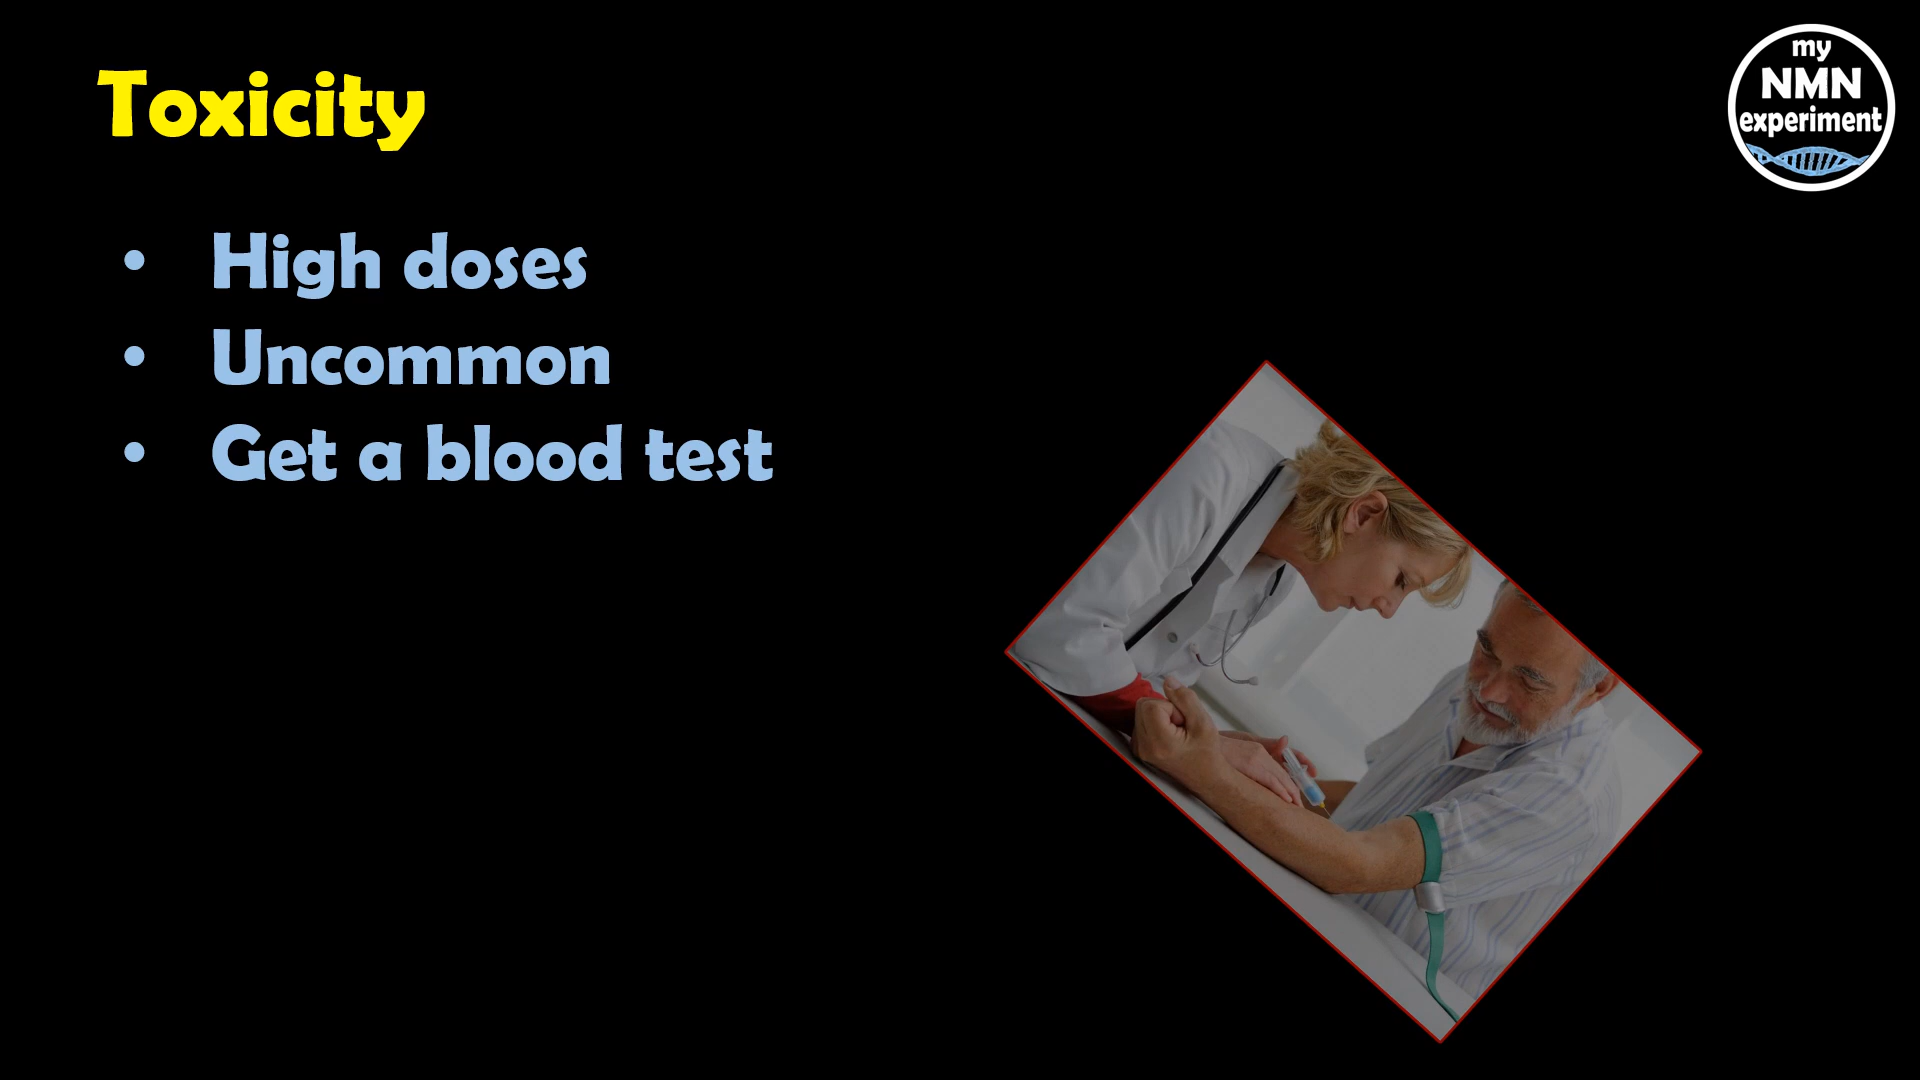 Toxicity
my
NMN
experiment
• High doses
• Uncommon
• Get a blood test